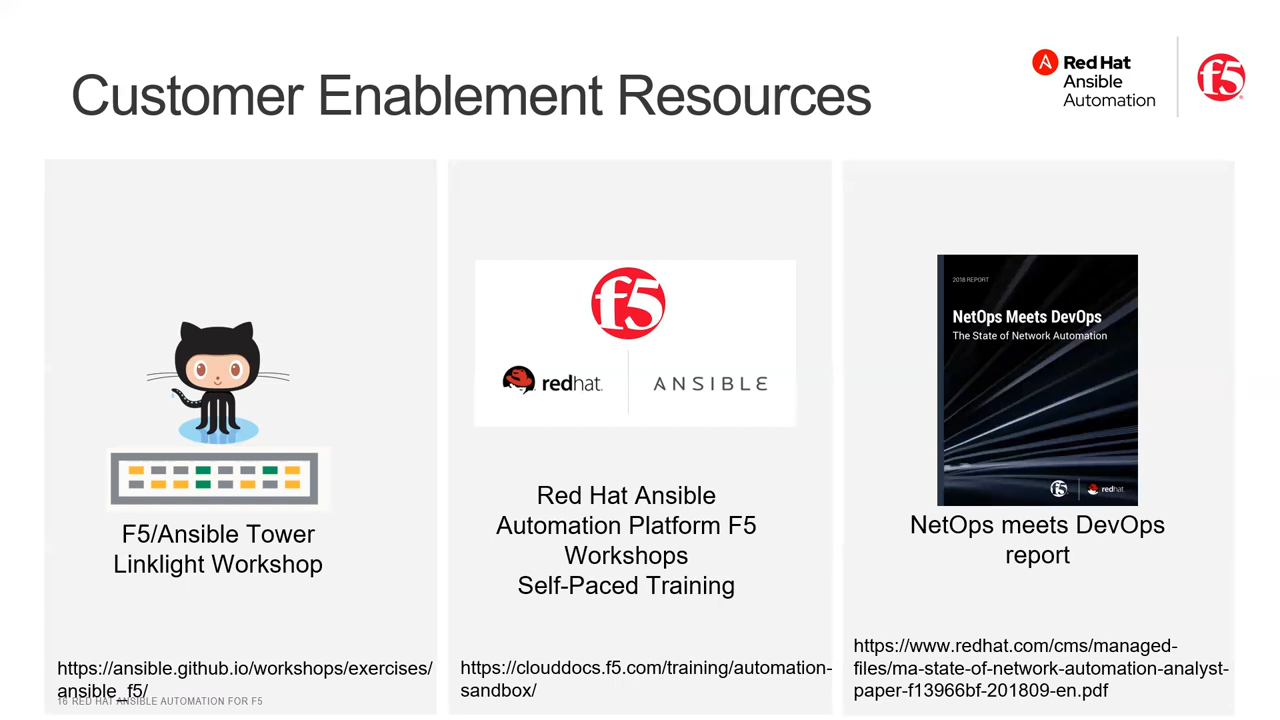 Customer Enablement Resources
Red Hat
Ansible
Automation
f5
F5/Ansible Tower
Linklight Workshop
https://ansible.github.io/workshops/exercises/
ansible_f5/
f5
redhat.
ANSIBLE
Red Hat Ansible
Automation Platform F5
Workshops
Self-Paced Training
https://clouddocs.f5.com/training/automation-
sandbox/
2018 REPORT
NetOps Meets DevOps
The State of Network Automation
f5
redhat
NetOps meets DevOps
report
https://www.redhat.com/cms/managed-
files/ma-state-of-network-automation-analyst-
paper-f13966bf-201809-en.pdf
16 RED HAT ANSIBLE AUTOMATION FOR F5